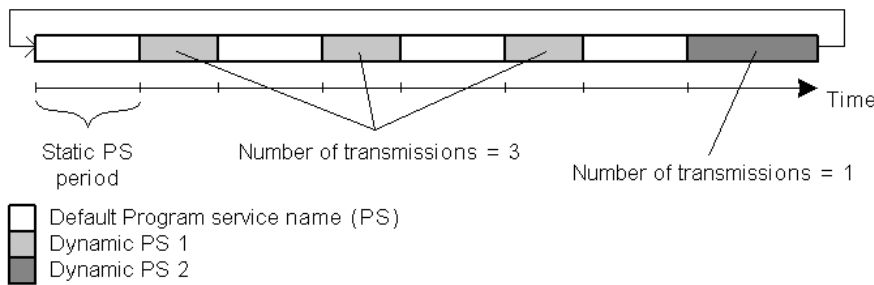 Time
Static PS
period
Number of transmissions = 3
Number of transmissions = 1
Default Program service name (PS)
Dynamic PS 1
Dynamic PS 2